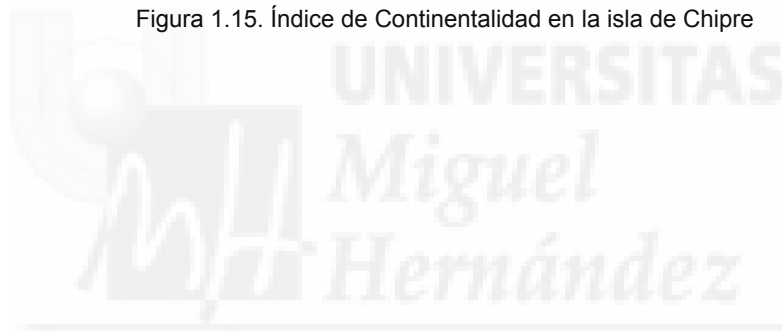 Figura 1.15. Índice de Continentalidad en la isla de Chipre
UNIVERSITAS
Miguel
Hernández